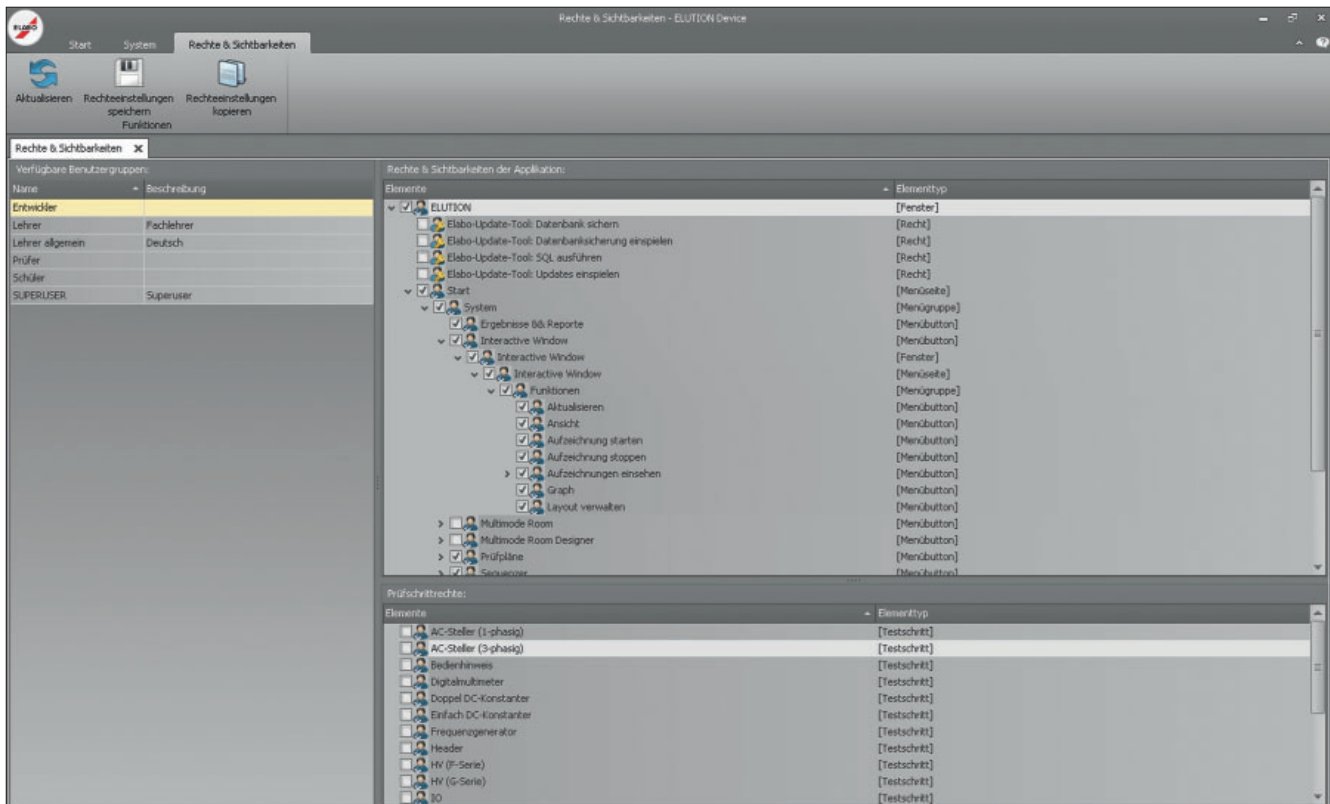 Rechte & Sichtbarkeiten - ELUTION Device
ELABO
Start System Rechte & Sichtbarkeiten
Aktualisieren Rechteeinstellungen speichern Rechteeinstellungen kopieren
Funktionen
Rechte & Sichtbarkeiten
Verfügbare Benutzergruppen:
Name Beschreibung
Entwickler
Lehrer Fachlehrer
Lehrer allgemein Deutsch
Prüfer
Schüler
SUPERUSER Superuser
Rechte & Sichtbarkeiten der Applikation:
Elemente Elementtyp
ELUTION [Fenster]
Elabo-Update-Tool: Datenbank sichern [Recht]
Elabo-Update-Tool: Datenbanksicherung einspielen [Recht]
Elabo-Update-Tool: SQL ausführen [Recht]
Elabo-Update-Tool: Updates einspielen [Recht]
Start [Menüseite]
System [Menügruppe]
Ergebnisse && Reporte [Menübutton]
Interactive Window [Menübutton]
Interactive Window [Fenster]
Interactive Window [Menüseite]
Funktionen [Menügruppe]
Aktualisieren [Menübutton]
Ansicht [Menübutton]
Aufzeichnung starten [Menübutton]
Aufzeichnung stoppen [Menübutton]
Aufzeichnungen einsehen [Menübutton]
Graph [Menübutton]
Layout verwalten [Menübutton]
Multimode Room [Menübutton]
Multimode Room Designer [Menübutton]
Prüfpläne [Menübutton]
Sequenzer [Menübutton]
Prüfschrittrechte:
Elemente Elementtyp
AC-Steller (1-phasig) [Testschritt]
AC-Steller (3-phasig) [Testschritt]
Bedienhinweis [Testschritt]
Digitalmultimeter [Testschritt]
Doppel DC-Konstanter [Testschritt]
Einfach DC-Konstanter [Testschritt]
Frequenzgenerator [Testschritt]
Header [Testschritt]
HV (F-Serie) [Testschritt]
HV (G-Serie) [Testschritt]
IO [Testschritt]